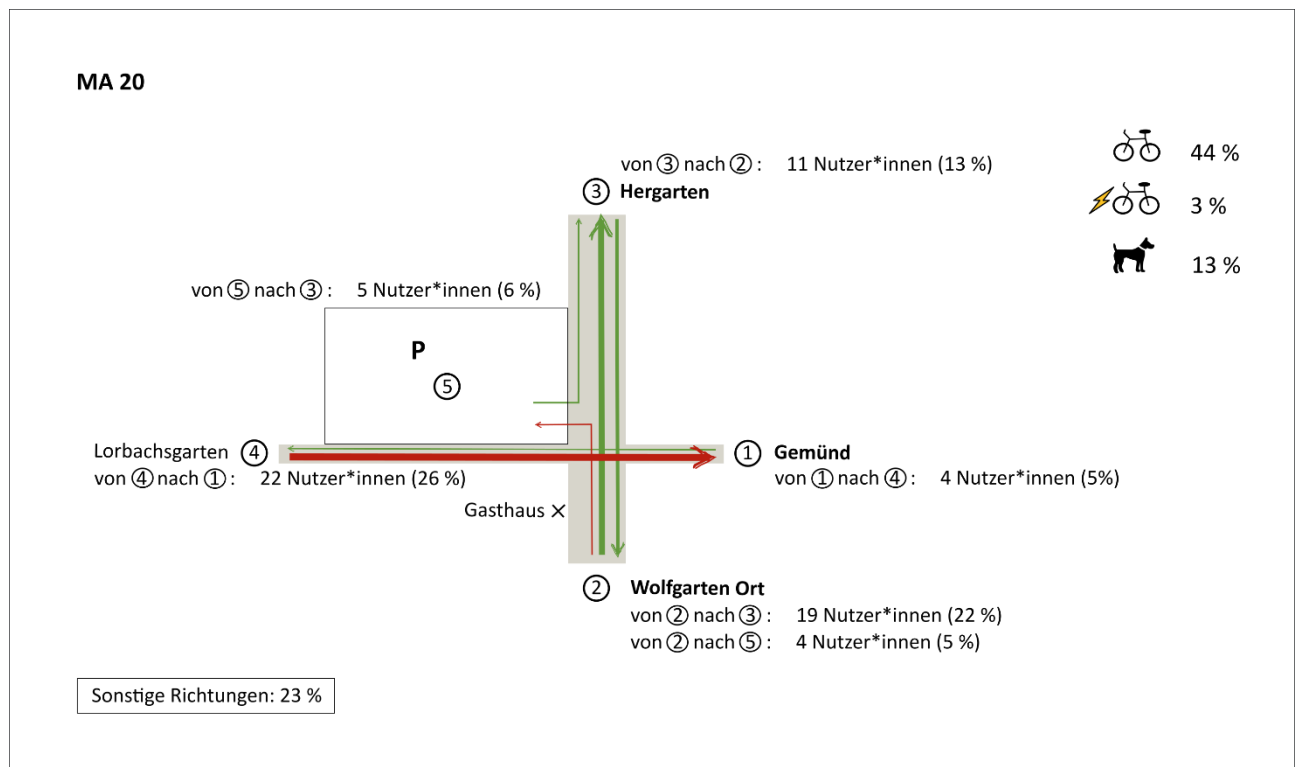 MA 20
44 %
von ③ nach ② : 11 Nutzer*innen (13 %)
③ Hergarten
3 %
13 %
von ⑤ nach ③ : 5 Nutzer*innen (6 %)
P
⑤
Lorbachsgarten ④
von ④ nach ① : 22 Nutzer*innen (26 %)
① Gemünd
von ① nach ④ : 4 Nutzer*innen (5%)
Gasthaus ×
② Wolfgarten Ort
von ② nach ③ : 19 Nutzer*innen (22 %)
von ② nach ⑤ : 4 Nutzer*innen (5 %)
Sonstige Richtungen: 23 %